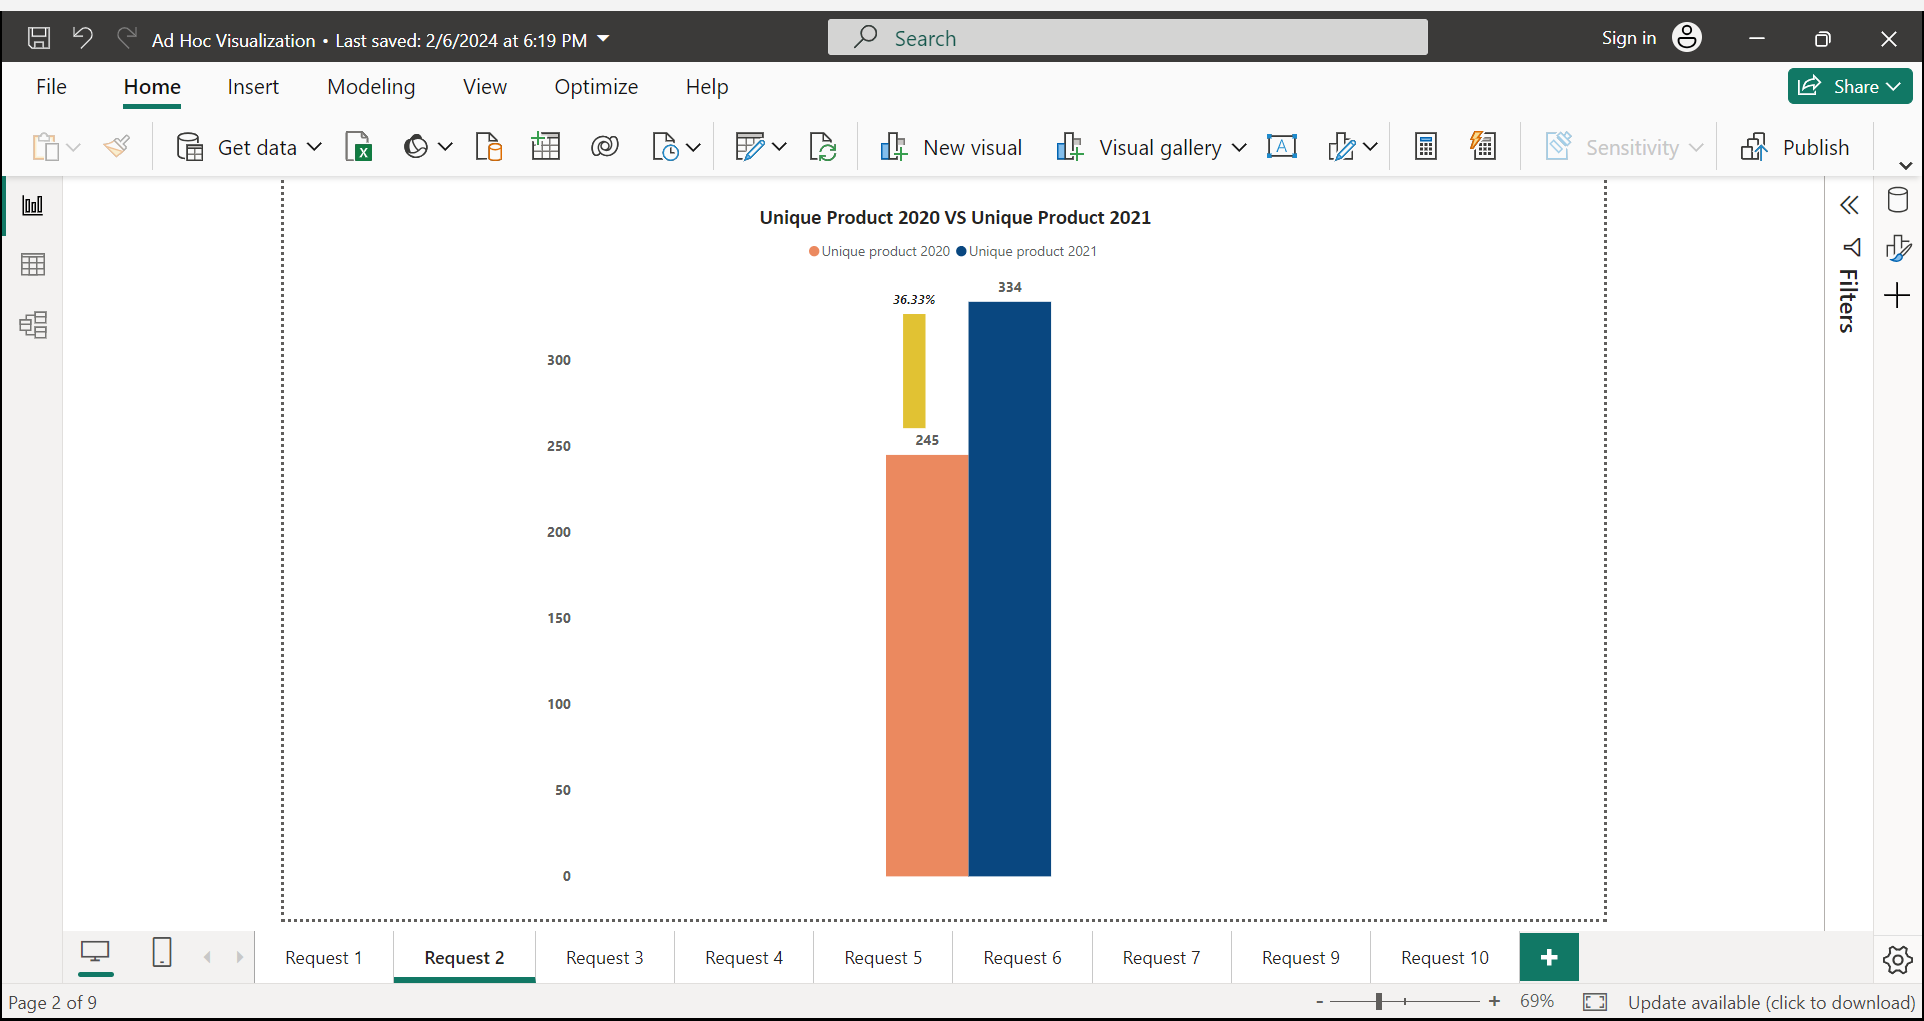 Ad Hoc Visualization • Last saved: 2/6/2024 at 6:19 PM
Search
Sign in
File Home Insert Modeling View Optimize Help
Share
Get data
New visual
Visual gallery
A
Sensitivity
Publish
Unique Product 2020 VS Unique Product 2021
Unique product 2020 Unique product 2021
334
36.33%
300
245
250
200
150
100
50
0
Filters
Request 1 Request 2 Request 3 Request 4 Request 5 Request 6 Request 7 Request 9 Request 10 +
Page 2 of 9
- + 69%
Update available (click to download)